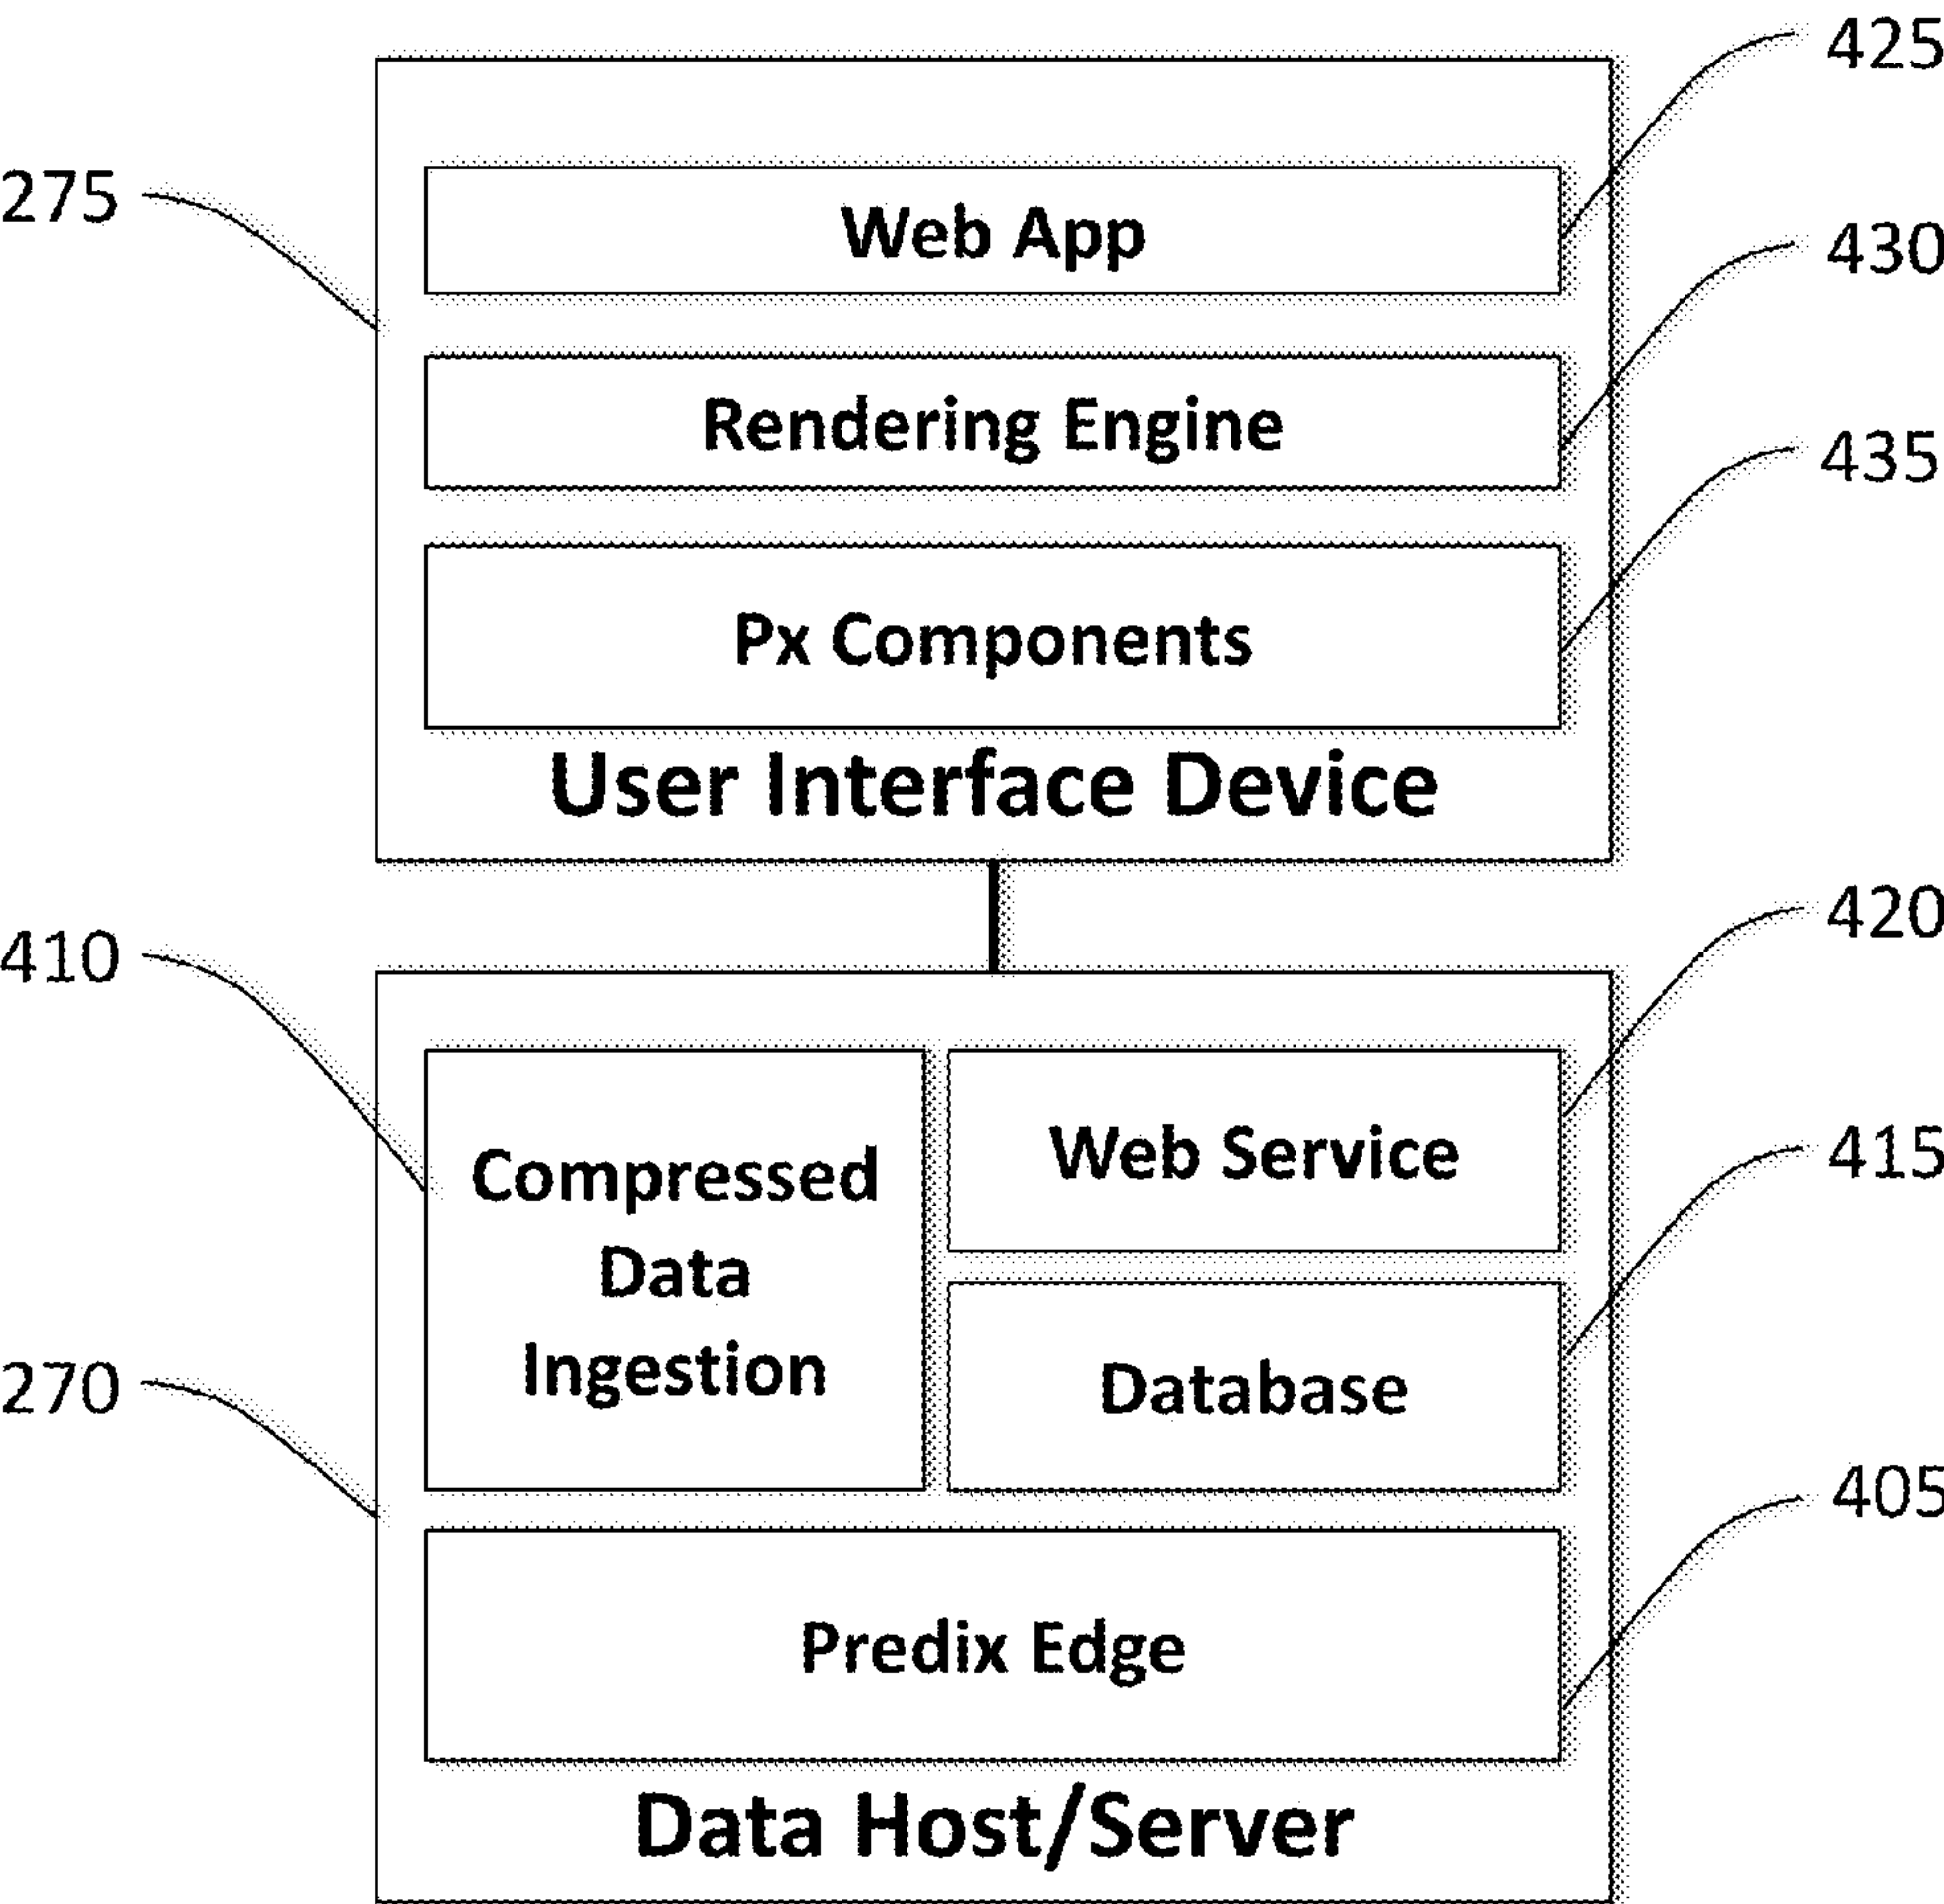 425
275
Web App
430
Rendering Engine
435
Px Components
User Interface Device
420
410
Web Service
415
Compressed
Data
Ingestion
270
Database
405
Predix Edge
Data Host/Server